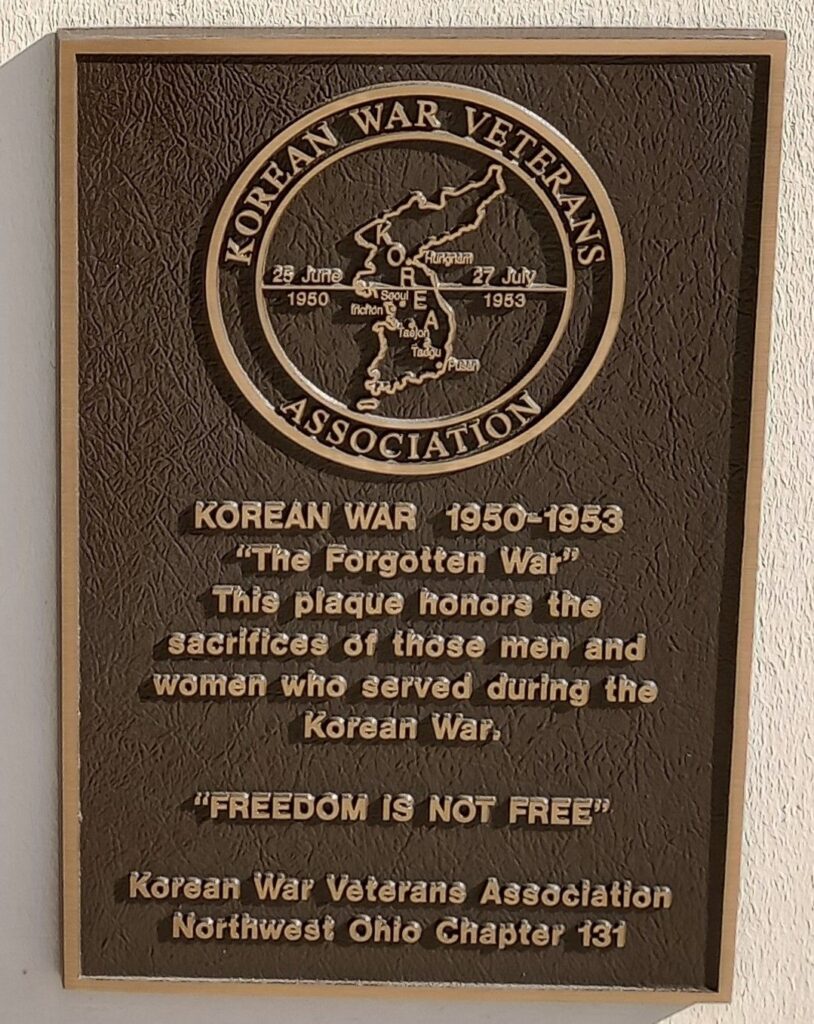 KOREAN WAR VETERANS
KOREA
Hungnam
25 June 27 July
1950 1953
Seoul
Inchon
Taejon
Taegu
Pusan
ASSOCIATION
KOREAN WAR 1950-1953
"The Forgotten War"
This plaque honors the
sacrifices of those men and
women who served during the
Korean War.
"FREEDOM IS NOT FREE"
Korean War Veterans Association
Northwest Ohio Chapter 131